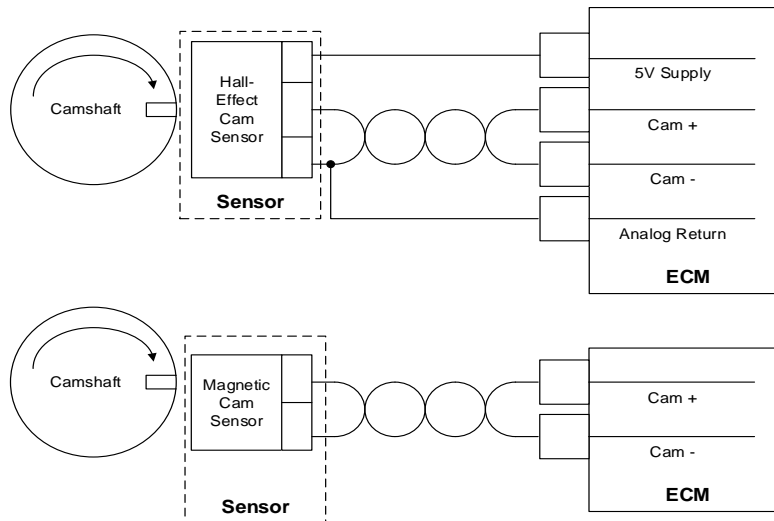 Camshaft
Hall-
Effect
Cam
Sensor
Sensor
5V Supply
Cam +
Cam -
Analog Return
ECM
Camshaft
Magnetic
Cam
Sensor
Sensor
Cam +
Cam -
ECM